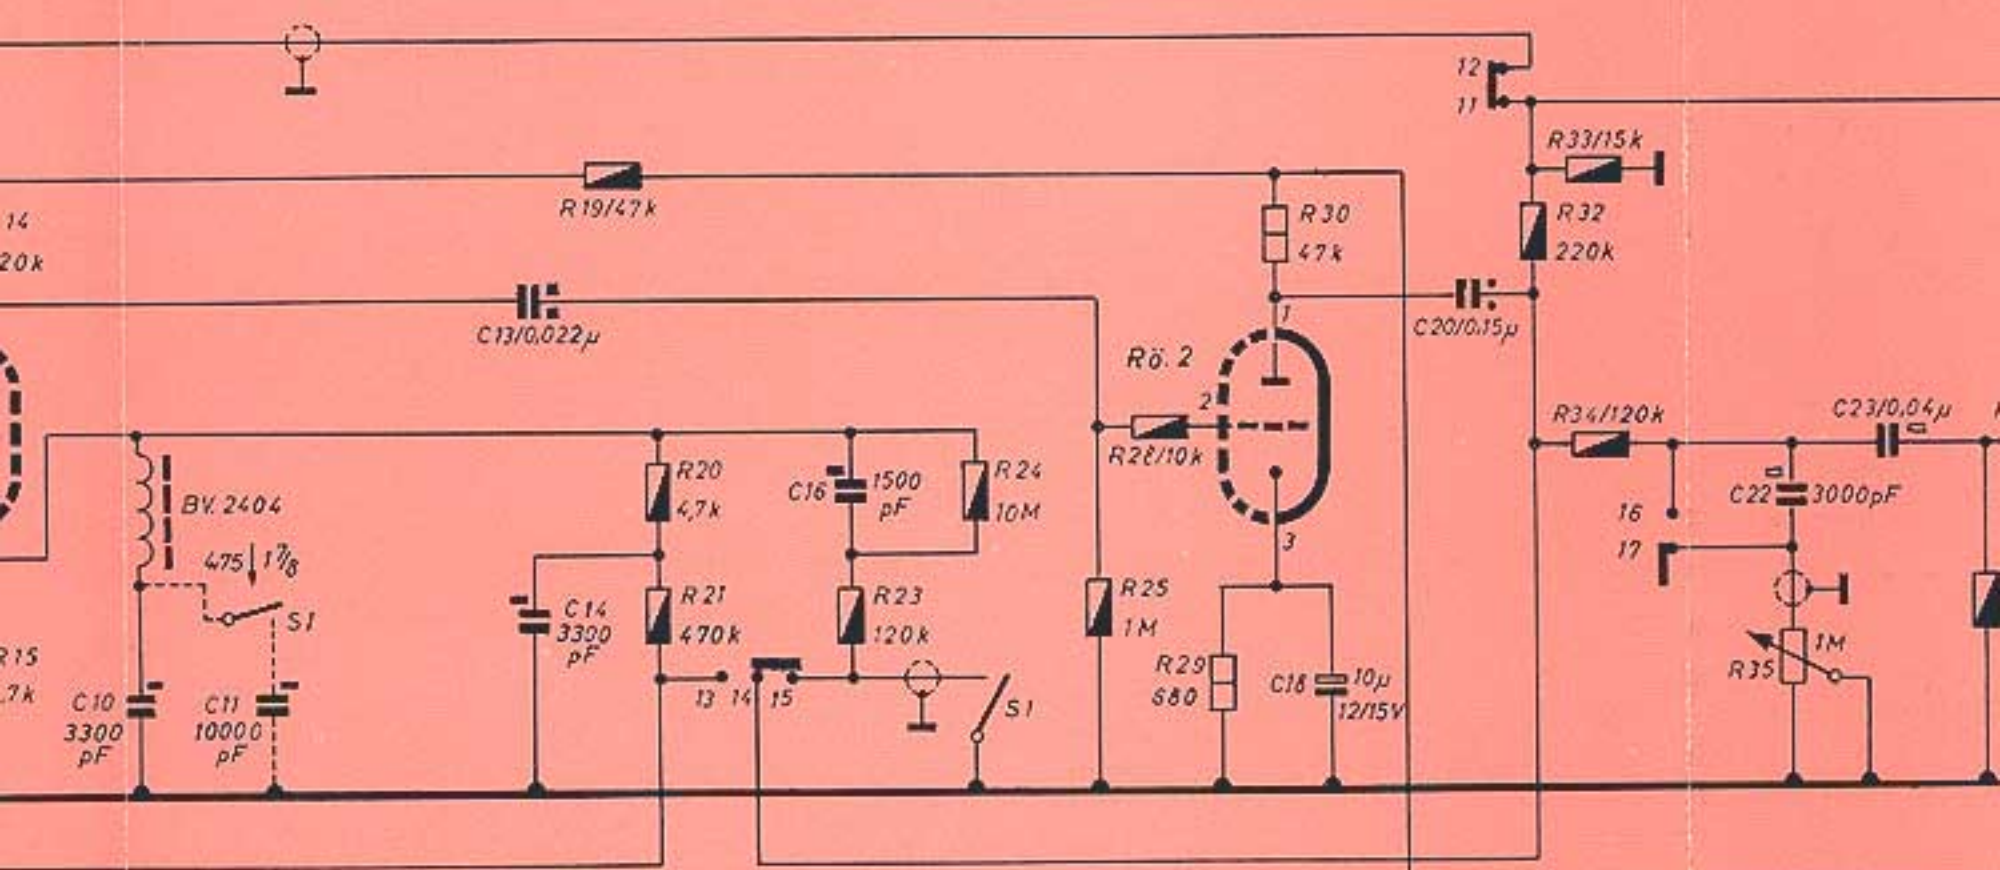 12
11
R33/15k
14
R19/47k
R30
R32
20k
47k
220k
1
C13/0,022µ
C20/0,15µ
Rö. 2
2
R34/120k
C23/0,04µ
R28/10k
R20
C16
1500
pF
R24
4,7k
10M
BV. 2404
C22
3000pF
16
3
17
475
1⅞
R25
C14
R21
R23
S1
3300
pF
470k
120k
1M
1M
R15
R29
R35
,7k
680
C18
10µ
13
14
15
C10
C11
S1
12/15V
3300
pF
10000
pF